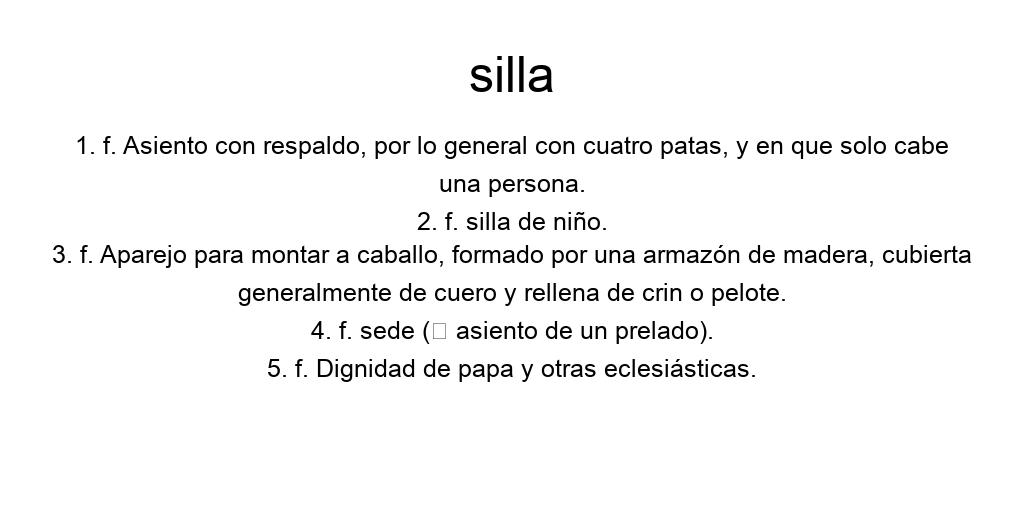 silla
1. f. Asiento con respaldo, por lo general con cuatro patas, y en que solo cabe
una persona.
2. f. silla de niño.
3. f. Aparejo para montar a caballo, formado por una armazón de madera, cubierta
generalmente de cuero y rellena de crin o pelote.
4. f. sede (▯ asiento de un prelado).
5. f. Dignidad de papa y otras eclesiásticas.